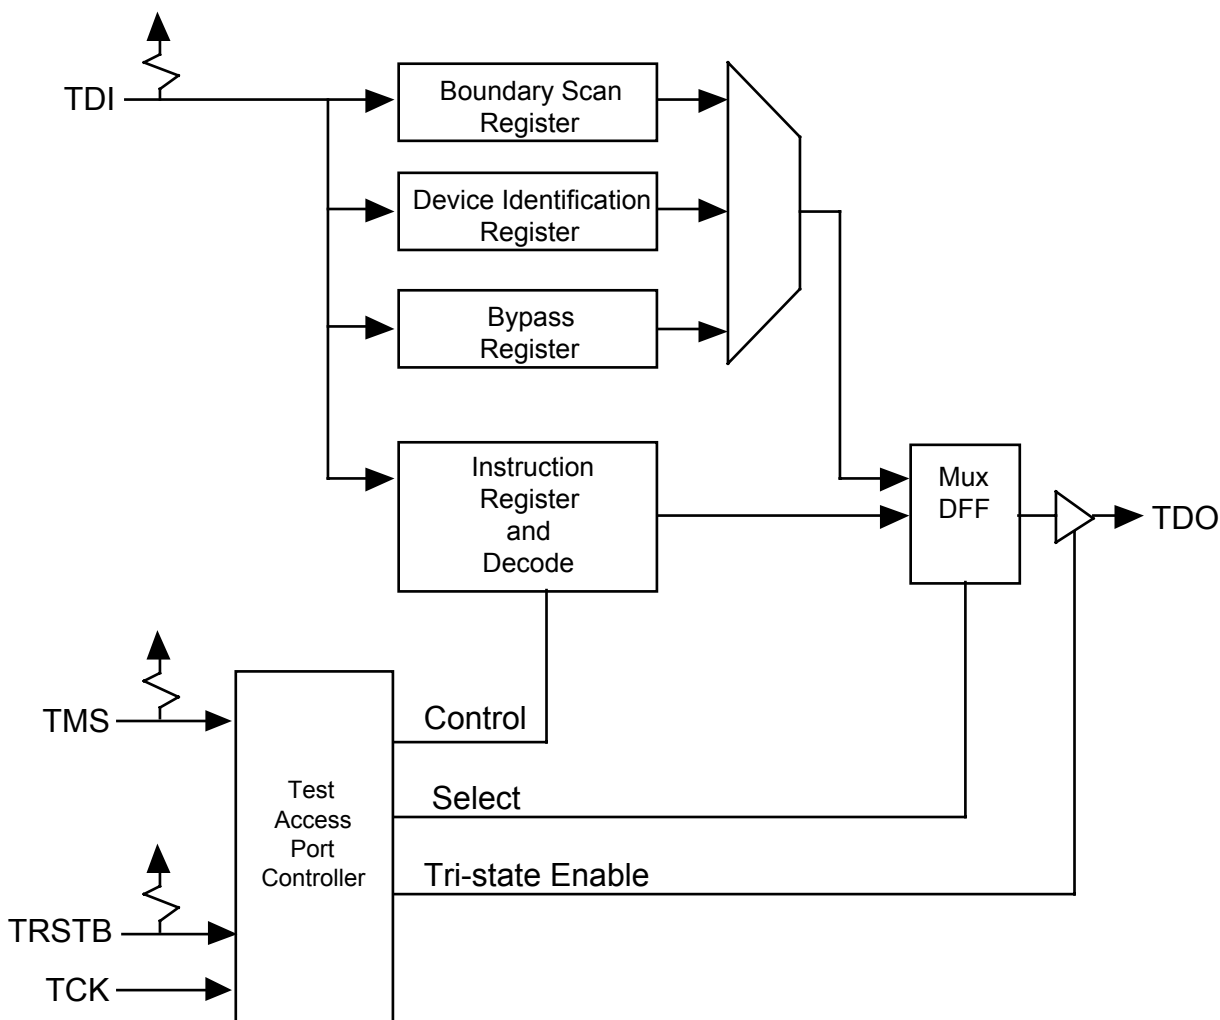 TDI
Boundary Scan
Register
Device Identification
Register
Bypass
Register
Instruction
Register
and
Decode
Mux
DFF
TDO
TMS
Control
Test
Access
Port
Controller
Select
Tri-state Enable
TRSTB
TCK